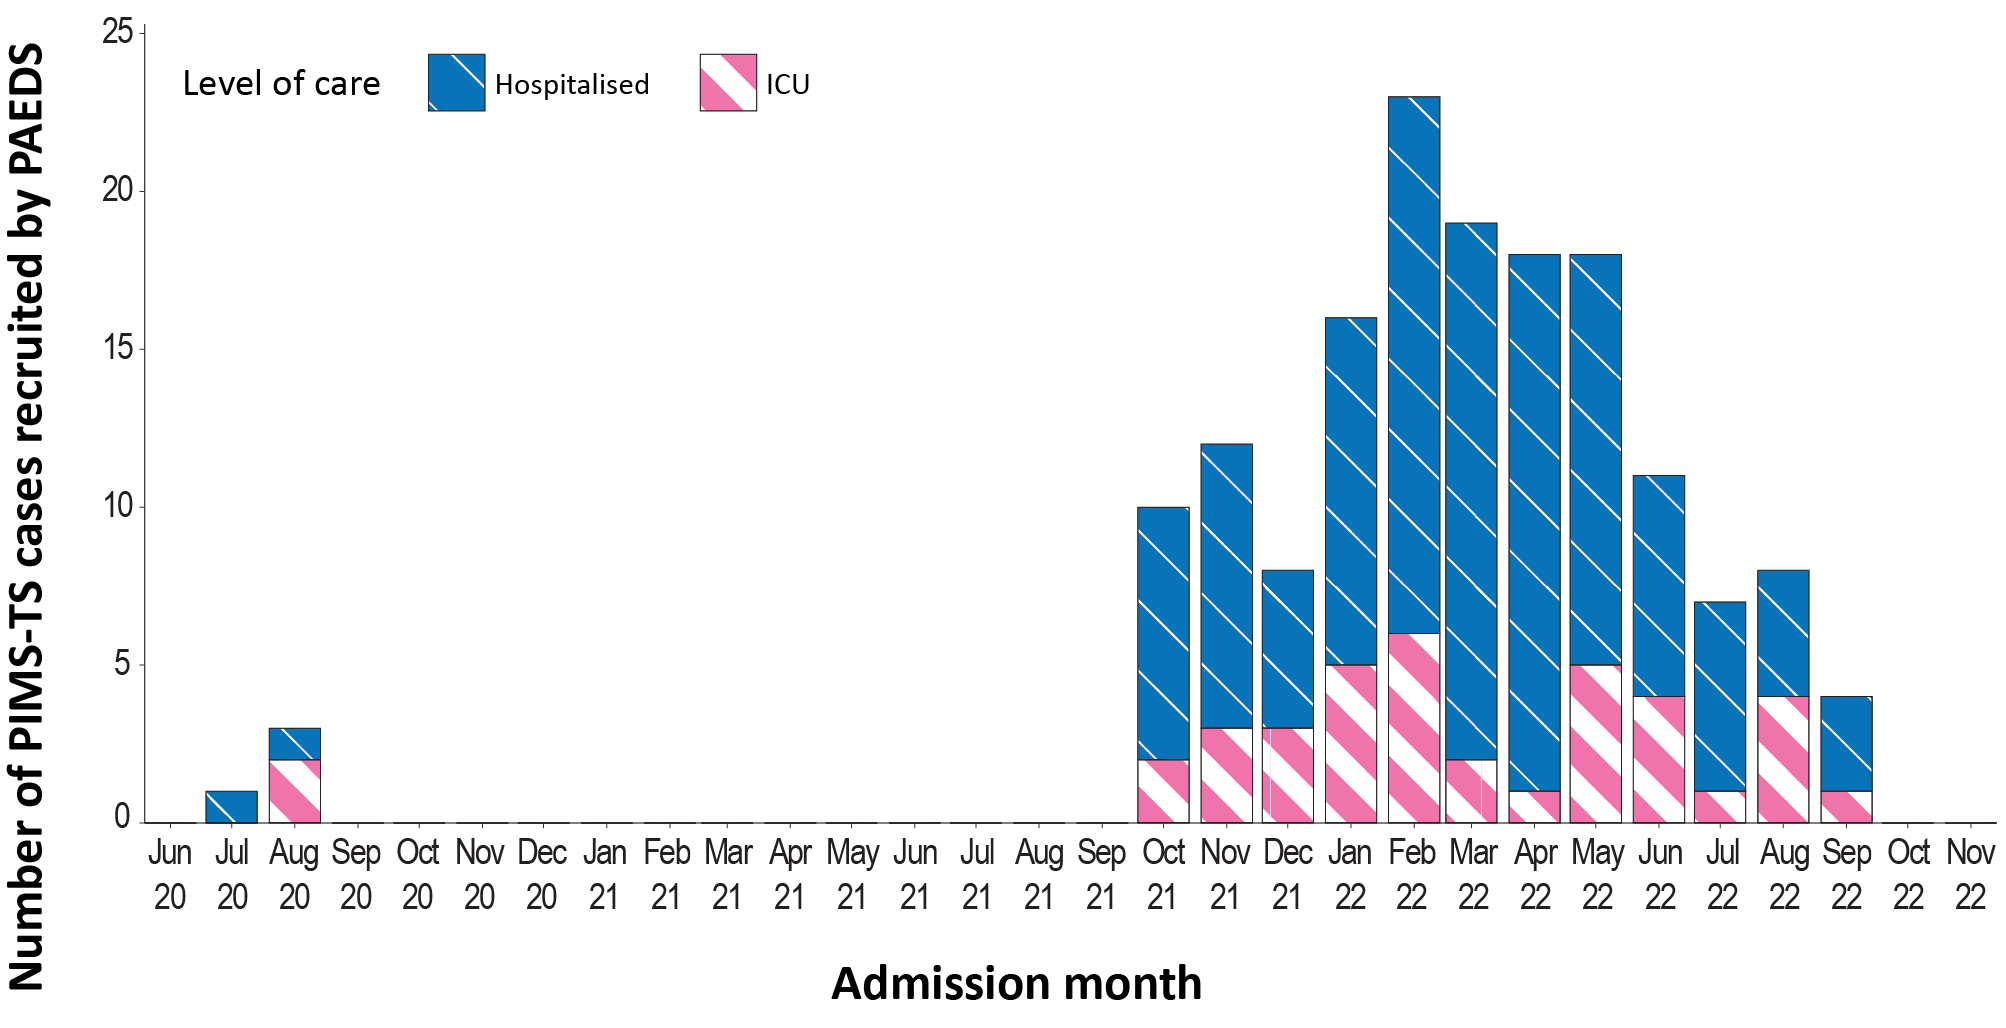 Number of PIMS-TS cases recruited by PAEDS
25
20
15
10
5
0
Level of care Hospitalised ICU
Jun Jul Aug Sep Oct Nov Dec Jan Feb Mar Apr May Jun Jul Aug Sep Oct Nov Dec Jan Feb Mar Apr May Jun Jul Aug Sep Oct Nov
20 20 20 20 20 20 20 21 21 21 21 21 21 21 21 21 21 21 21 22 22 22 22 22 22 22 22 22 22 22
Admission month